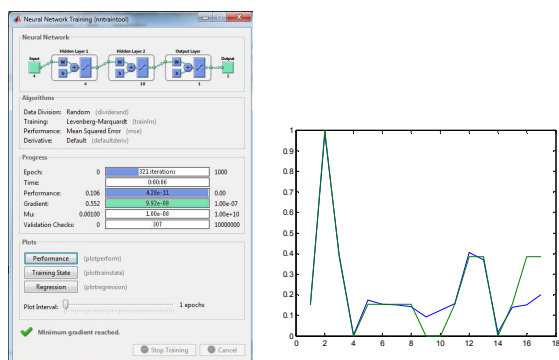 Neural Network Training (nntraintool)
Neural Network
Hidden Layer 1 Hidden Layer 2 Output Layer
Input Output
W W W
b b b
4 4 10 1 1
Algorithms
Data Division: Random (dividerand)
Training: Levenberg-Marquardt (trainlm)
Performance: Mean Squared Error (mse)
Derivative: Default (defaultderiv)
Progress
Epoch: 0 321 iterations 1000
Time: 0:00:06
Performance: 0.106 4.28e-11 0.00
Gradient: 0.552 9.92e-08 1.00e-07
Mu: 0.00100 1.00e-08 1.00e+10
Validation Checks: 0 307 10000000
Plots
Performance (plotperform)
Training State (plottrainstate)
Regression (plotregression)
Plot Interval: 1 epochs
Minimum gradient reached.
Stop Training Cancel
1
0.9
0.8
0.7
0.6
0.5
0.4
0.3
0.2
0.1
0
0 2 4 6 8 10 12 14 16 18